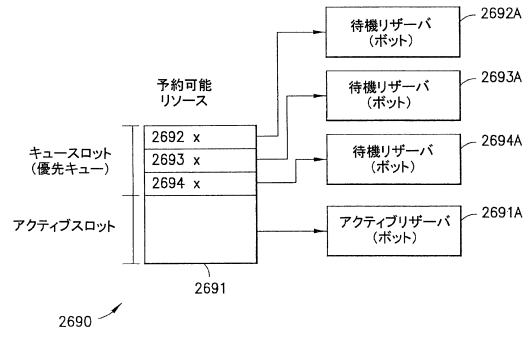 2692A
待機リザーバ
(ボット)
2693A
待機リザーバ
(ボット)
予約可能
リソース
2694A
待機リザーバ
(ボット)
キュースロット
(優先キュー)
2692 x
2693 x
2694 x
アクティブスロット
2691A
アクティブリザーバ
(ボット)
2691
2690